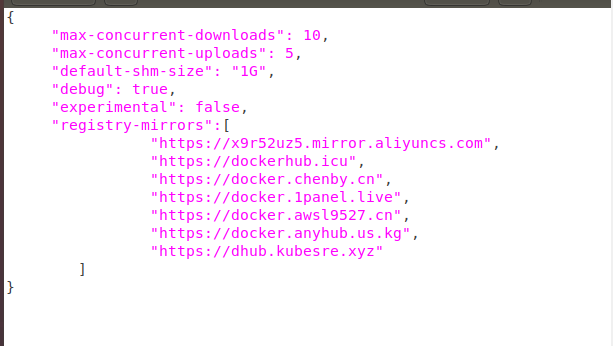 {
"max-concurrent-downloads": 10,
"max-concurrent-uploads": 5,
"default-shm-size": "1G",
"debug": true,
"experimental": false,
"registry-mirrors":[
"https://x9r52uz5.mirror.aliyuncs.com",
"https://dockerhub.icu",
"https://docker.chenby.cn",
"https://docker.1panel.live",
"https://docker.awsl9527.cn",
"https://docker.anyhub.us.kg",
"https://dhub.kubesre.xyz"
]
}